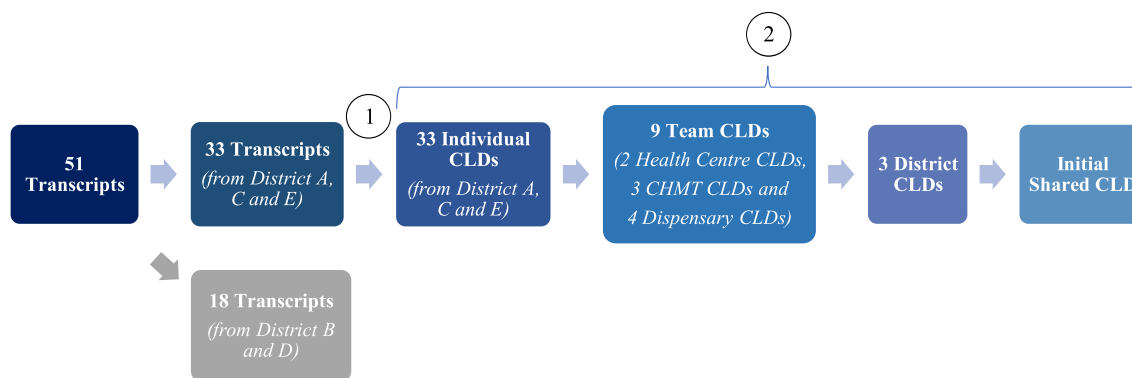 2
1
51
Transcripts
33 Transcripts
(from District A,
C and E)
33 Individual
CLDs
(from District A,
C and E)
9 Team CLDs
(2 Health Centre CLDs,
3 CHMT CLDs and
4 Dispensary CLDs)
3 District
CLDs
Initial
Shared CLD
18 Transcripts
(from District B
and D)